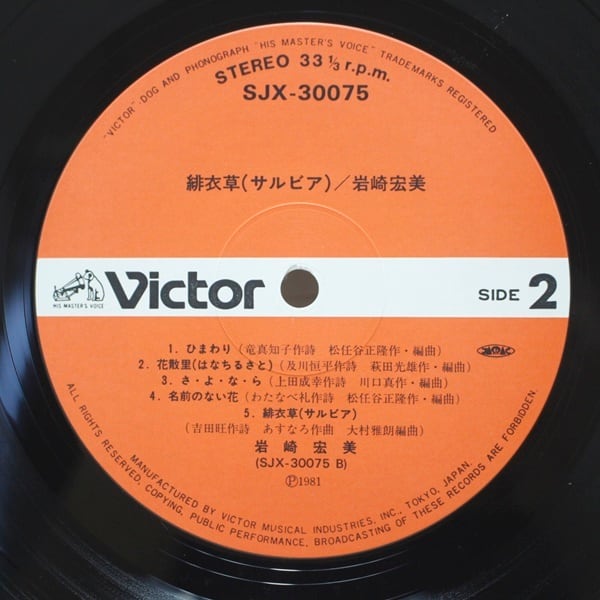 "VICTOR" DOG AND PHONOGRAPH "HIS MASTER'S VOICE" TRADEMARKS REGISTERED
STEREO 33 ⅓ r.p.m.
SJX-30075
緋衣草(サルビア)／岩崎宏美
HIS MASTER'S VOICE
Victor
SIDE 2
1. ひまわり（竜真知子作詩 松任谷正隆作・編曲）
JASRAC
2. 花散里(はなちるさと)（及川恒平作詩 萩田光雄作・編曲）
3. さ・よ・な・ら（上田成幸作詩 川口真作・編曲）
4. 名前のない花（わたなべ礼作詩 松任谷正隆作・編曲）
5. 緋衣草(サルビア)
（吉田旺作詩 あすなろ作曲 大村雅朗編曲）
岩崎宏美
(SJX-30075 B)
Ⓟ1981
ALL RIGHTS RESERVED. COPYING, PUBLIC PERFORMANCE, BROADCASTING OF THESE RECORDS ARE FORBIDDEN.
MANUFACTURED BY VICTOR MUSICAL INDUSTRIES, INC., TOKYO, JAPAN.